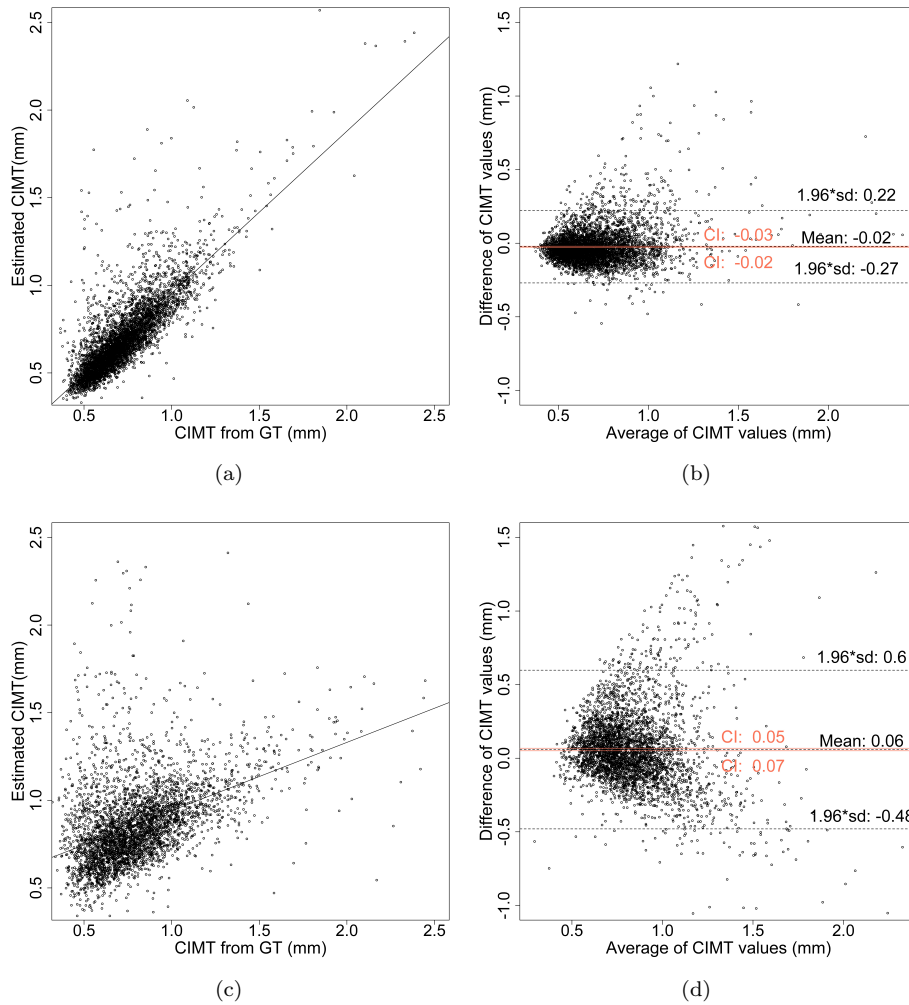 2.5
2.0
1.5
1.0
0.5
Estimated CIMT(mm)
0.5 1.0 1.5 2.0 2.5
CIMT from GT (mm)
(a)
1.5
1.0
0.5
0.0
-0.5
-1.0
Difference of CIMT values (mm)
1.96*sd: 0.22
CI: -0.03
Mean: -0.02
CI: -0.02
1.96*sd: -0.27
0.5 1.0 1.5 2.0
Average of CIMT values (mm)
(b)
2.5
2.0
1.5
1.0
0.5
Estimated CIMT(mm)
0.5 1.0 1.5 2.0 2.5
CIMT from GT (mm)
(c)
1.5
1.0
0.5
0.0
-0.5
-1.0
Difference of CIMT values (mm)
1.96*sd: 0.6
CI: 0.05
Mean: 0.06
CI: 0.07
1.96*sd: -0.48
0.5 1.0 1.5 2.0
Average of CIMT values (mm)
(d)